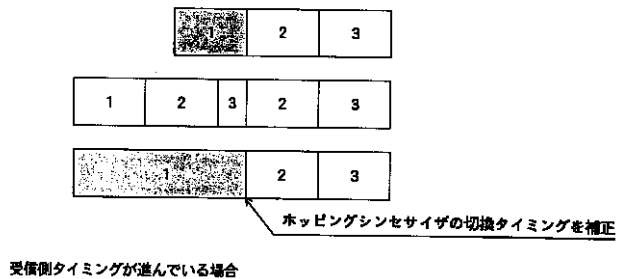 1 2 3
1 2 3 2 3
1 2 3
ホッピングシンセサイザの切換タイミングを補正
受信側タイミングが進んでいる場合